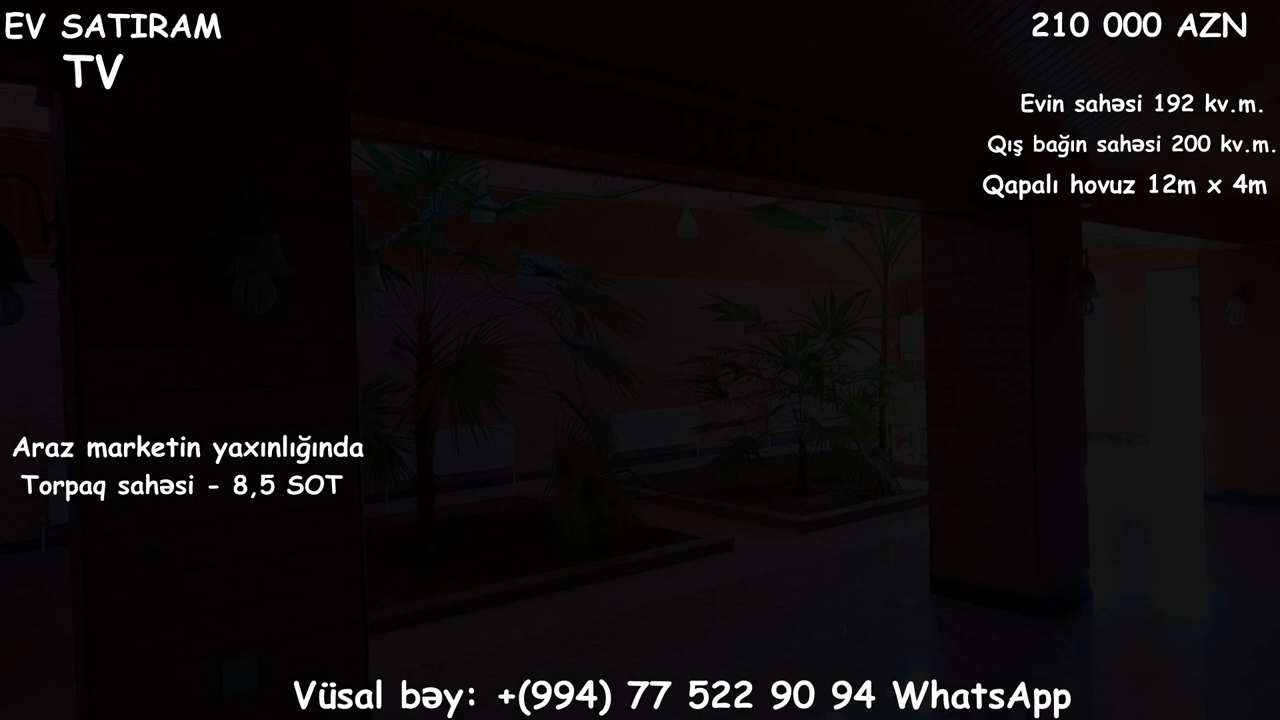 EV SATIRAM
TV
210 000 AZN
Evin sahəsi 192 kv.m.
Qış bağın sahəsi 200 kv.m.
Qapalı hovuz 12m x 4m
Araz marketin yaxınlığında
Torpaq sahəsi - 8,5 SOT
Vüsal bəy: +(994) 77 522 90 94 WhatsApp